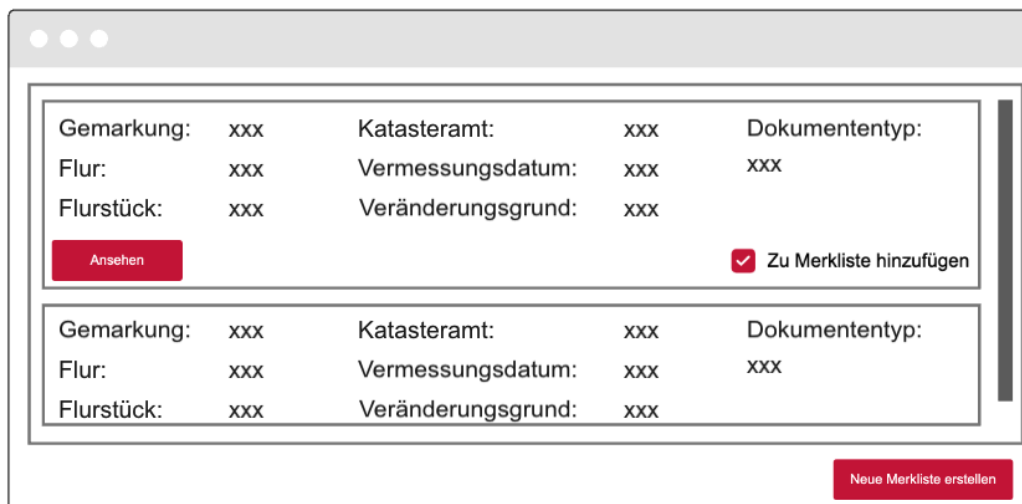 Gemarkung: xxx Katasteramt: xxx Dokumententyp:
Flur: xxx Vermessungsdatum: xxx xxx
Flurstück: xxx Veränderungsgrund: xxx
Ansehen Zu Merkliste hinzufügen
Gemarkung: xxx Katasteramt: xxx Dokumententyp:
Flur: xxx Vermessungsdatum: xxx xxx
Flurstück: xxx Veränderungsgrund: xxx
Neue Merkliste erstellen